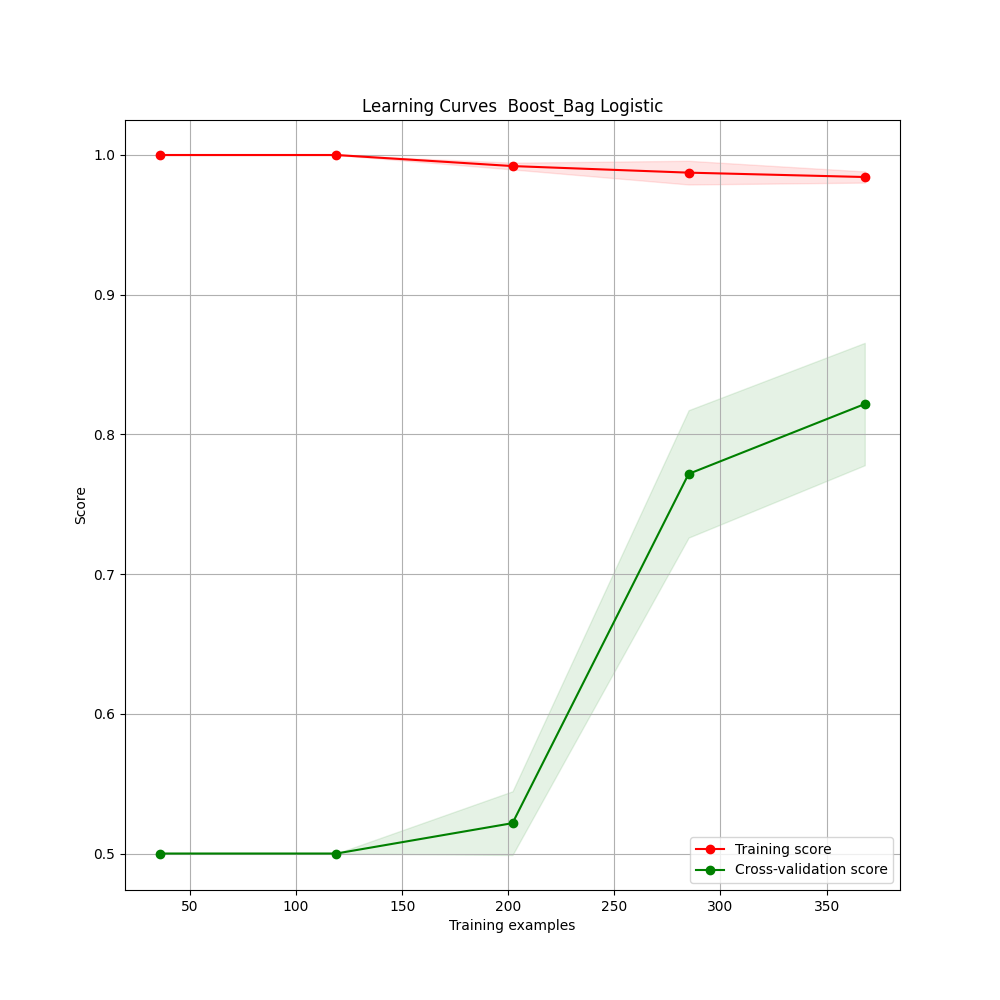 Learning Curves  Boost_Bag Logistic
1.0
0.9
0.8
0.7
0.6
0.5
Score
50 100 150 200 250 300 350
Training examples
Training score
Cross-validation score